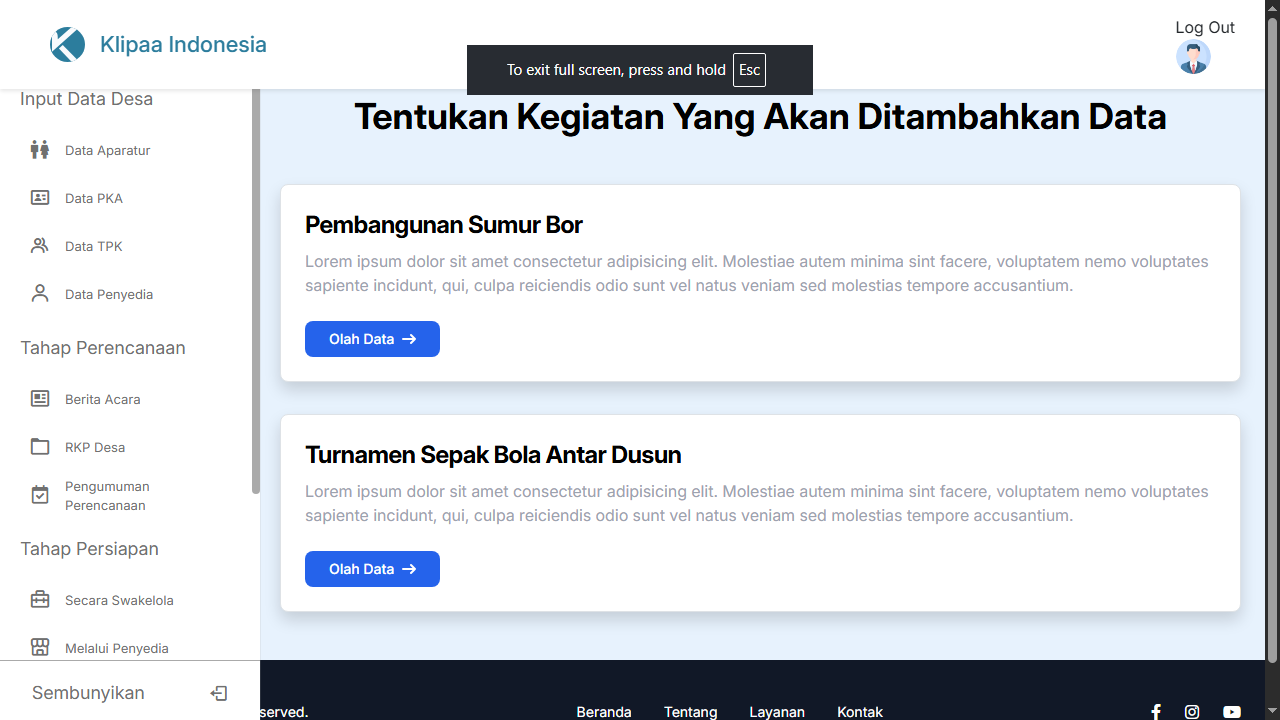 Klipaa Indonesia
Log Out
To exit full screen, press and hold Esc
Input Data Desa
Data Aparatur
Data PKA
Data TPK
Data Penyedia
Tahap Perencanaan
Berita Acara
RKP Desa
Pengumuman
Perencanaan
Tahap Persiapan
Secara Swakelola
Melalui Penyedia
Sembunyikan
Tentukan Kegiatan Yang Akan Ditambahkan Data
Pembangunan Sumur Bor
Lorem ipsum dolor sit amet consectetur adipisicing elit. Molestiae autem minima sint facere, voluptatem nemo voluptates
sapiente incidunt, qui, culpa reiciendis odio sunt vel natus veniam sed molestias tempore accusantium.
Olah Data
Turnamen Sepak Bola Antar Dusun
Lorem ipsum dolor sit amet consectetur adipisicing elit. Molestiae autem minima sint facere, voluptatem nemo voluptates
sapiente incidunt, qui, culpa reiciendis odio sunt vel natus veniam sed molestias tempore accusantium.
Olah Data
served.
Beranda Tentang Layanan Kontak